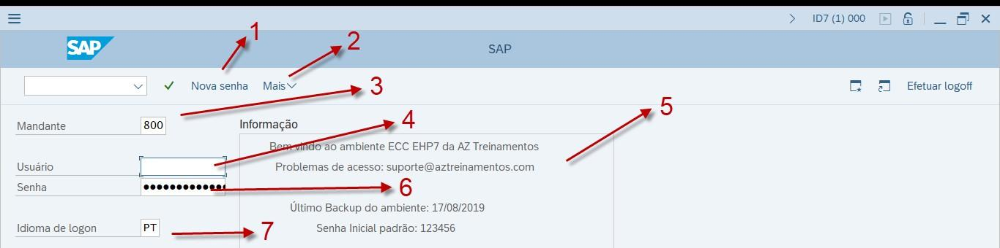 ID7 (1) 000
1
SAP
SAP
2
Nova senha
Mais
3
Efetuar logoff
5
4
Mandante
800
Informação
Bem vindo ao ambiente ECC EHP7 da AZ Treinamentos
Usuário
Problemas de acesso: suporte@aztreinamentos.com
Senha
6
Último Backup do ambiente: 17/08/2019
Idioma de logon
PT
7
Senha Inicial padrão: 123456